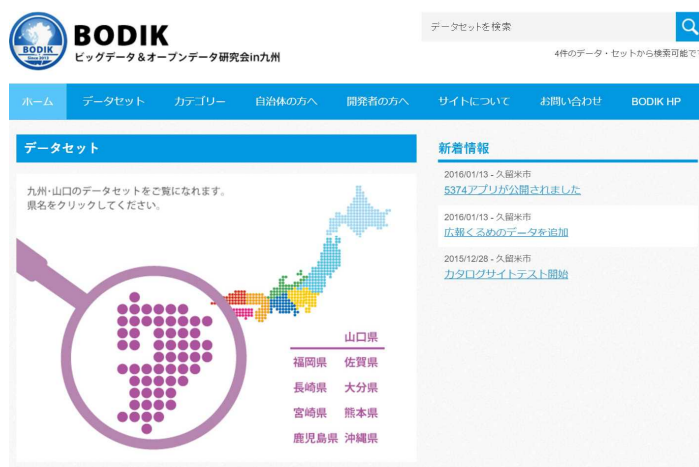 BODIK
Since 2013
BODIK
ビッグデータ＆オープンデータ研究会in九州
データセットを検索
4件のデータ・セットから検索可能で
ホーム データセット カテゴリー 自治体の方へ 開発者の方へ サイトについて お問い合わせ BODIK HP
データセット
九州・山口のデータセットをご覧になれます。
県名をクリックしてください。
山口県
福岡県 佐賀県
長崎県 大分県
宮崎県 熊本県
鹿児島県 沖縄県
新着情報
2016/01/13 - 久留米市
5374アプリが公開されました
2016/01/13 - 久留米市
広報くるめのデータを追加
2015/12/28 - 久留米市
カタログサイトテスト開始